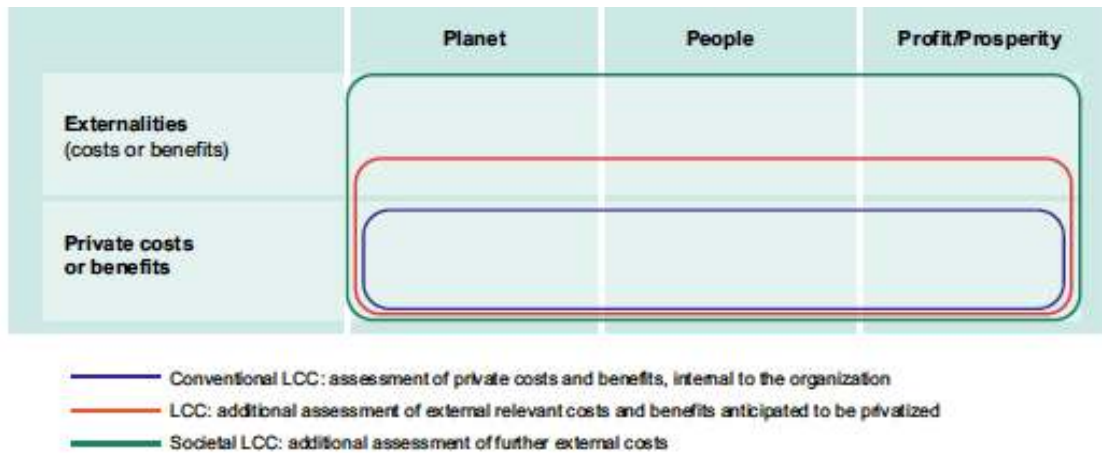 Planet People Profit/Prosperity
Externalities
(costs or benefits)
Private costs
or benefits
Conventional LCC: assessment of private costs and benefits, internal to the organization
LCC: additional assessment of external relevant costs and benefits anticipated to be privatized
Societal LCC: additional assessment of further external costs